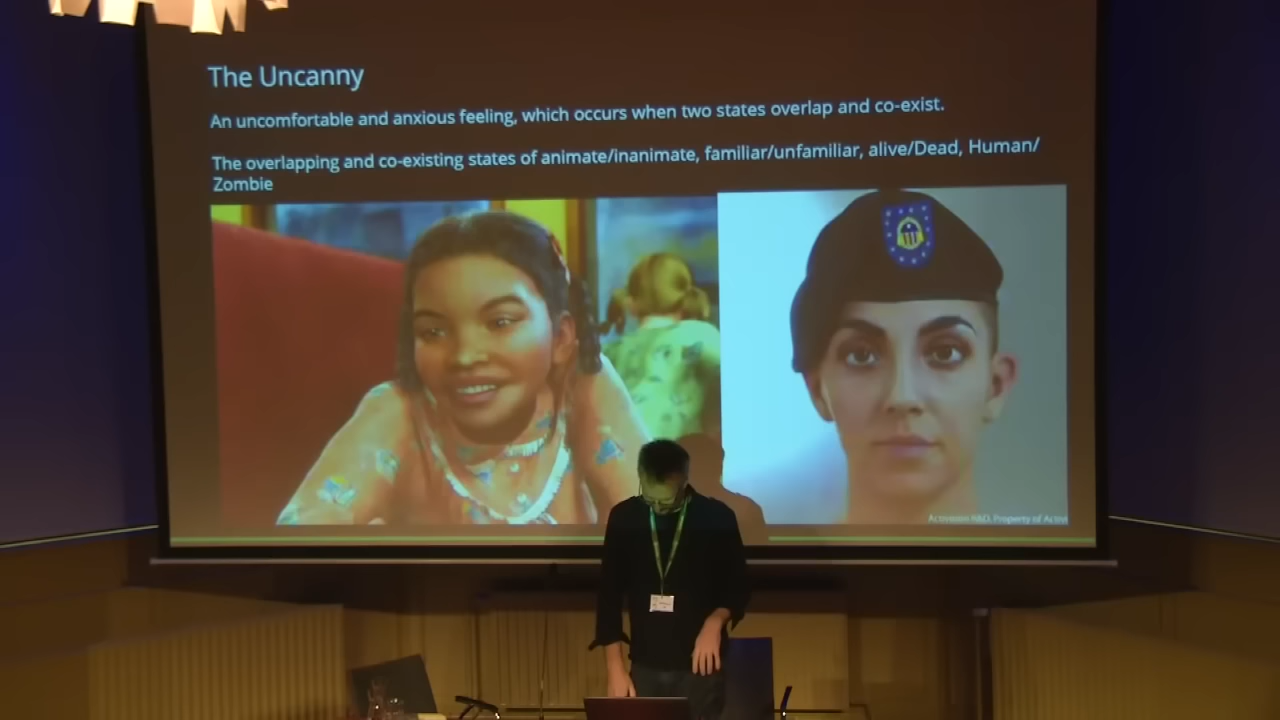 The Uncanny
An uncomfortable and anxious feeling, which occurs when two states overlap and co-exist.
The overlapping and co-existing states of animate/inanimate, familiar/unfamiliar, alive/Dead, Human/
Zombie
Activision R&D. Property of Activi